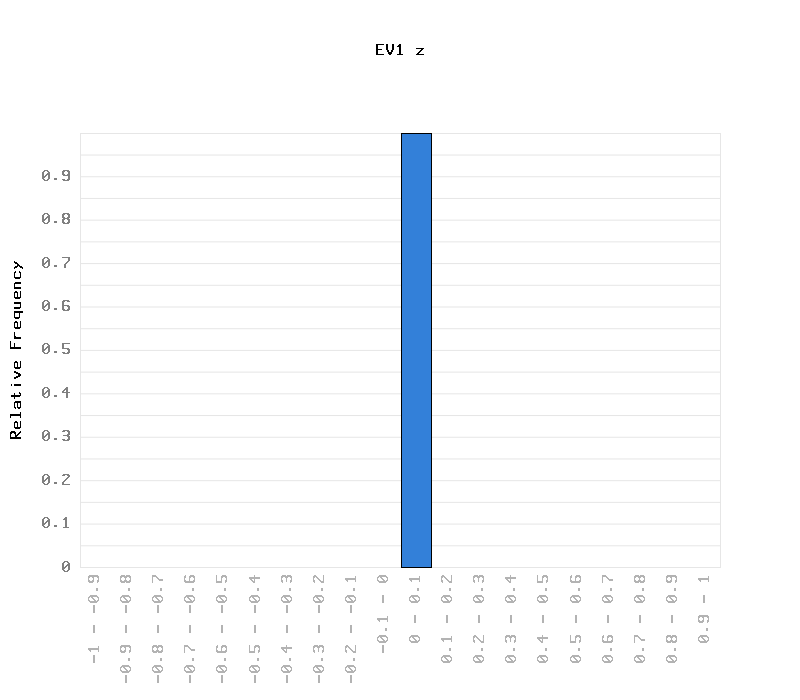 EV1 z
Relative Frequency
0.9
0.8
0.7
0.6
0.5
0.4
0.3
0.2
0.1
0
-1 - -0.9
-0.9 - -0.8
-0.8 - -0.7
-0.7 - -0.6
-0.6 - -0.5
-0.5 - -0.4
-0.4 - -0.3
-0.3 - -0.2
-0.2 - -0.1
-0.1 - 0
0 - 0.1
0.1 - 0.2
0.2 - 0.3
0.3 - 0.4
0.4 - 0.5
0.5 - 0.6
0.6 - 0.7
0.7 - 0.8
0.8 - 0.9
0.9 - 1